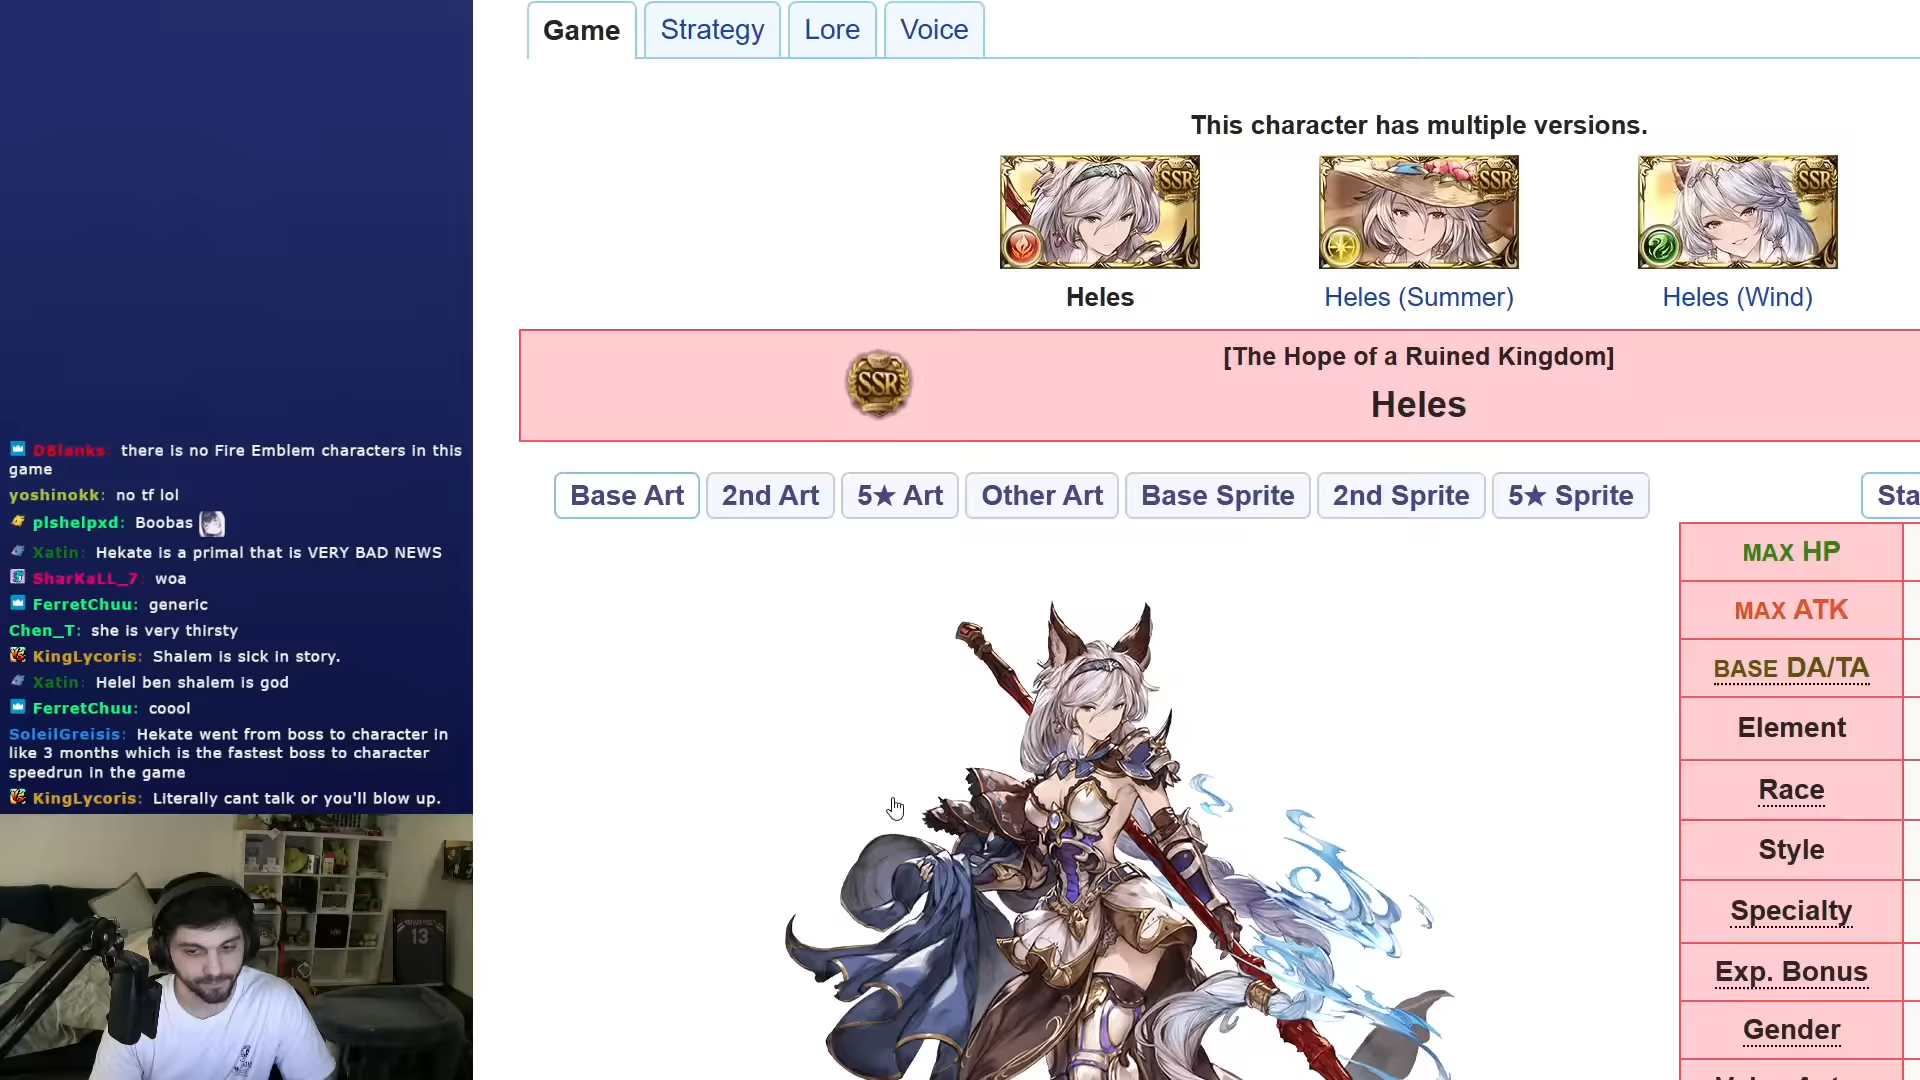 Game
Strategy
Lore
Voice
This character has multiple versions.
SSR
SSR
SSR
Heles
Heles (Summer)
Heles (Wind)
[The Hope of a Ruined Kingdom]
SSR
Heles
Base Art
2nd Art
5★ Art
Other Art
Base Sprite
2nd Sprite
5★ Sprite
Sta
MAX HP
MAX ATK
BASE DA/TA
Element
Race
Style
Specialty
Exp. Bonus
Gender
DBlanks: there is no Fire Emblem characters in this
game
yoshinokk: no tf lol
plshelpxd: Boobas
Xatin: Hekate is a primal that is VERY BAD NEWS
SharKaLL_7: woa
FerretChuu: generic
Chen_T: she is very thirsty
KingLycoris: Shalem is sick in story.
Xatin: Helel ben shalem is god
FerretChuu: coool
SoleilGreisis: Hekate went from boss to character in
like 3 months which is the fastest boss to character
speedrun in the game
KingLycoris: Literally cant talk or you'll blow up.
13